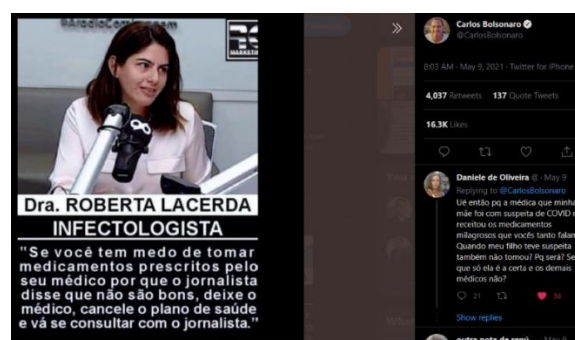 Dra. ROBERTA LACERDA
INFECTOLOGISTA
"Se você tem medo de tomar
medicamentos prescritos pelo
seu médico por que o jornalista
disse que não são bons, deixe o
médico, cancele o plano de saúde
e vá se consultar com o jornalista."
Carlos Bolsonaro
@CarlosBolsonaro
8:03 AM · May 9, 2021 · Twitter for iPhone
4,037 Retweets 137 Quote Tweets
16.3K Likes
Daniele de Oliveira @ · May 9
Replying to @CarlosBolsonaro
Ué então pq a médica que minha
mãe foi com suspeita de COVID
receitou os medicamentos
milagrosos que vocês tanto falam
Quando meu filho teve suspeita
também não tomou? Pq será? Se
que só ela é a certa e os demais
médicos não?
21 34
Show replies
May 9